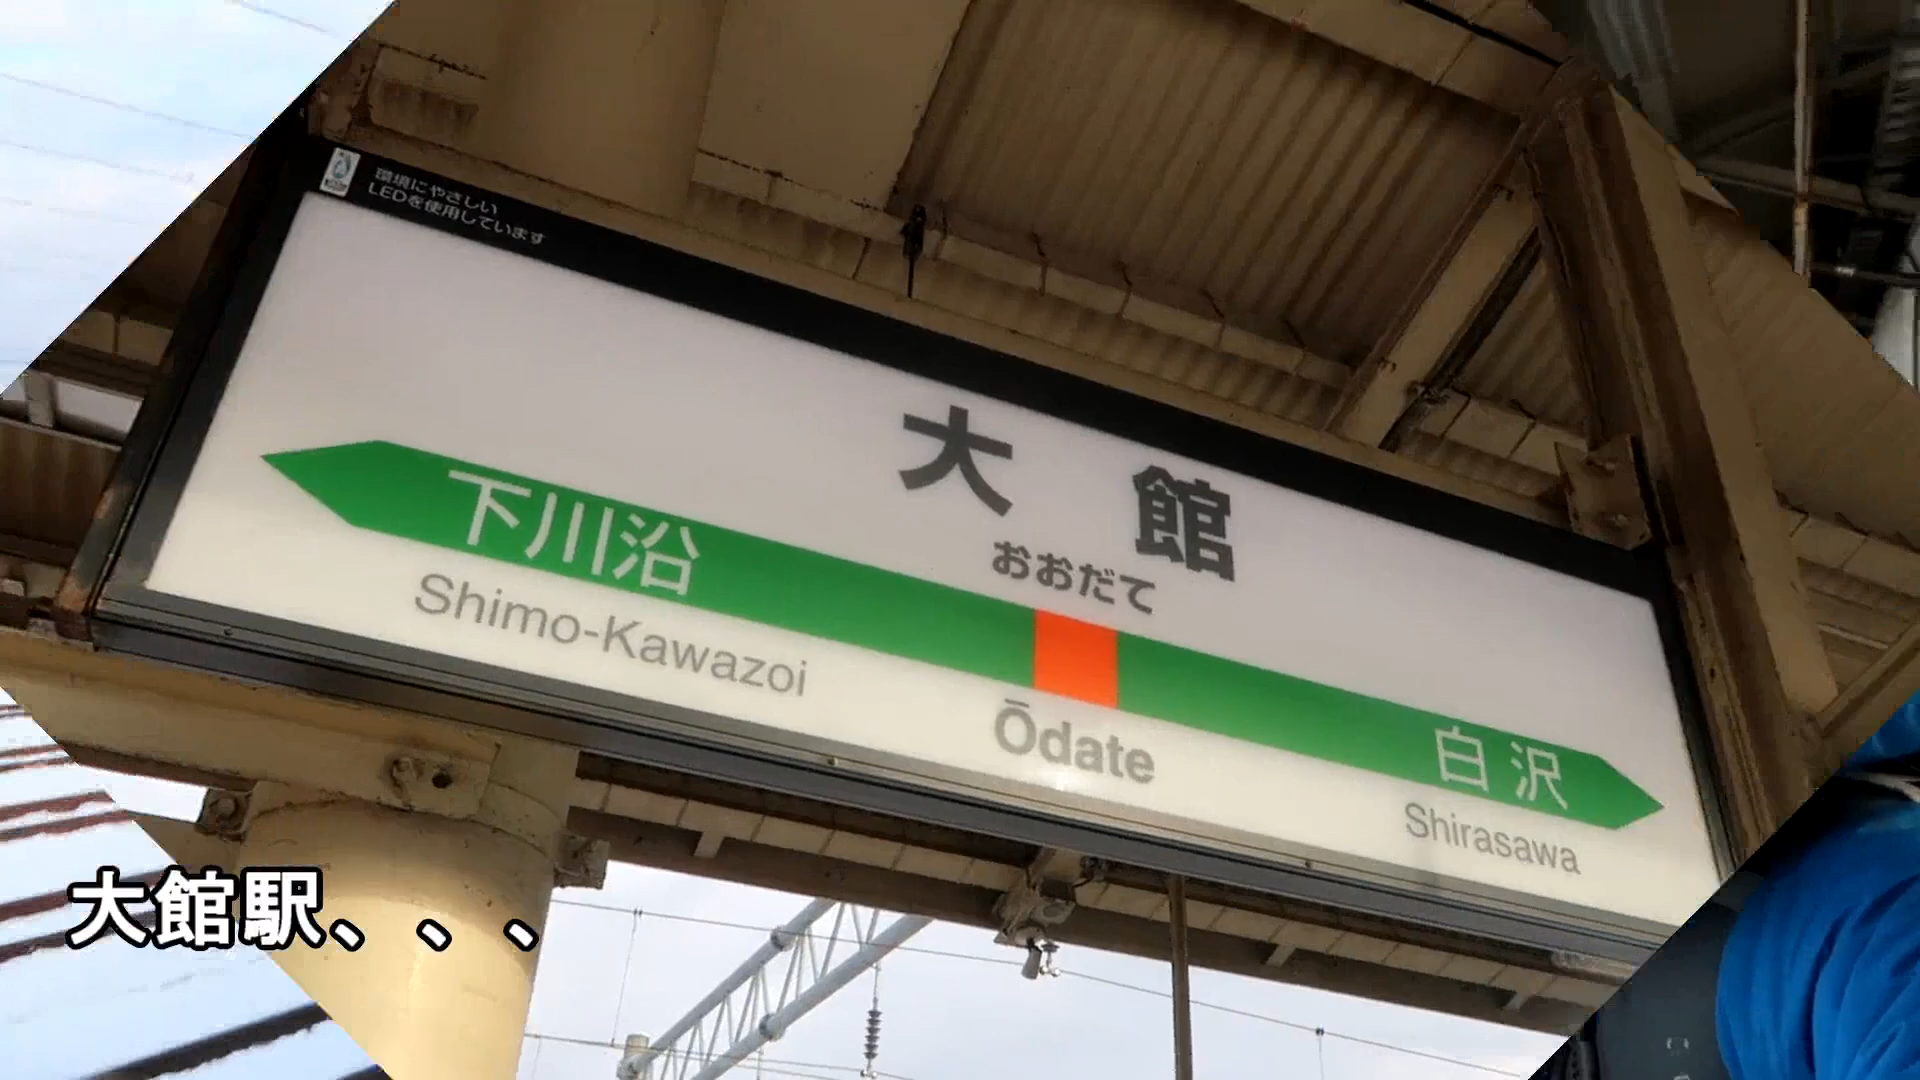 環境にやさしい
LEDを使用しています
大館
おおだて
下川沿
白沢
Shimo-Kawazoi
Ōdate
Shirasawa
大館駅、、、